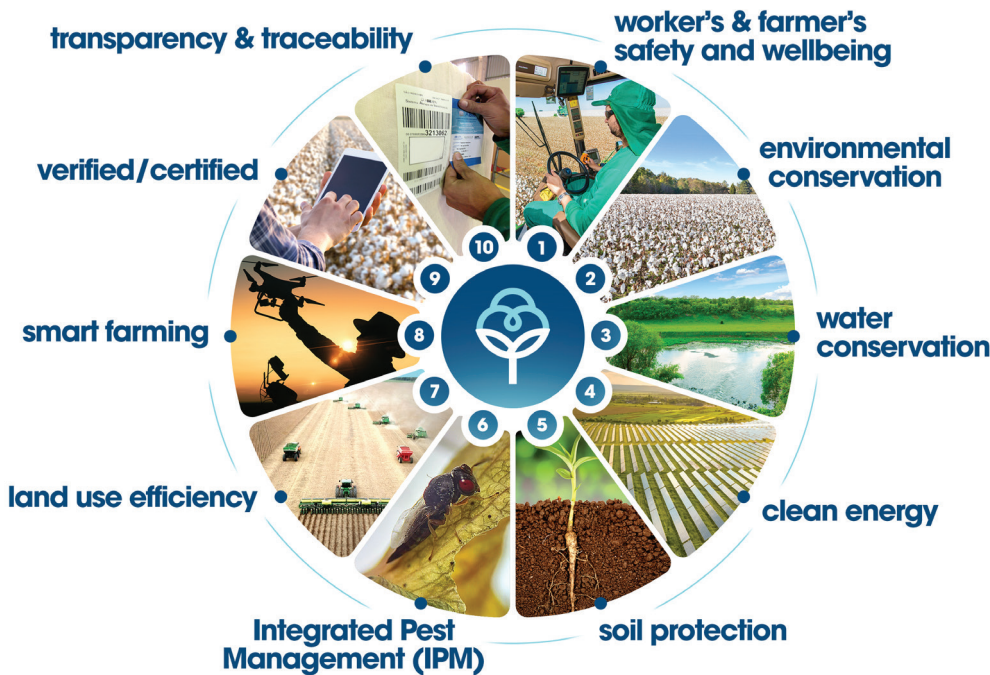 transparency & traceability
worker's & farmer's
safety and wellbeing
verified/certified
environmental
conservation
3213062
10
1
9
2
smart farming
8
3
water
conservation
7
4
6
5
land use efficiency
clean energy
Integrated Pest
Management (IPM)
soil protection